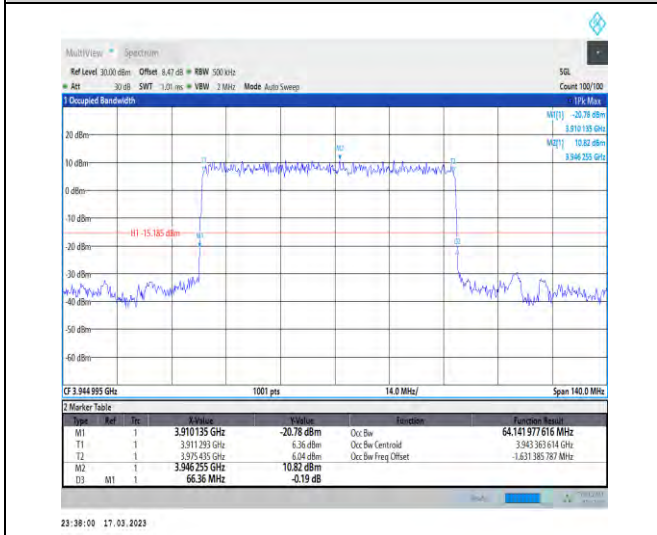 MultiView Spectrum
Ref Level 30.00 dBm Offset 8.47 dB RBW 500 kHz SGL
Att 30 dB SWT 1.01 ms VBW 2 MHz Mode Auto Sweep Count 100/100
1 Occupied Bandwidth 1Pk Max
M1[1] -20.78 dBm
3.910 135 GHz
M2[1] 10.82 dBm
3.946 255 GHz
20 dBm
M2
10 dBm
T1 T2
0 dBm
-10 dBm
H1 -15.185 dBm
M1
-20 dBm
D3
-30 dBm
-40 dBm
-50 dBm
-60 dBm
CF 3.944 995 GHz 1001 pts 14.0 MHz/ Span 140.0 MHz
2 Marker Table
Type Ref Trc X-Value Y-Value Function Function Result
M1 1 3.910135 GHz -20.78 dBm Occ Bw 64.141 977 616 MHz
T1 1 3.911 293 GHz 6.36 dBm Occ Bw Centroid 3.943 363 614 GHz
T2 1 3.975 435 GHz 6.04 dBm Occ Bw Freq Offset -1.631 385 787 MHz
M2 1 3.946 255 GHz 10.82 dBm
D3 M1 1 66.36 MHz -0.19 dB
23:38:00 17.03.2023